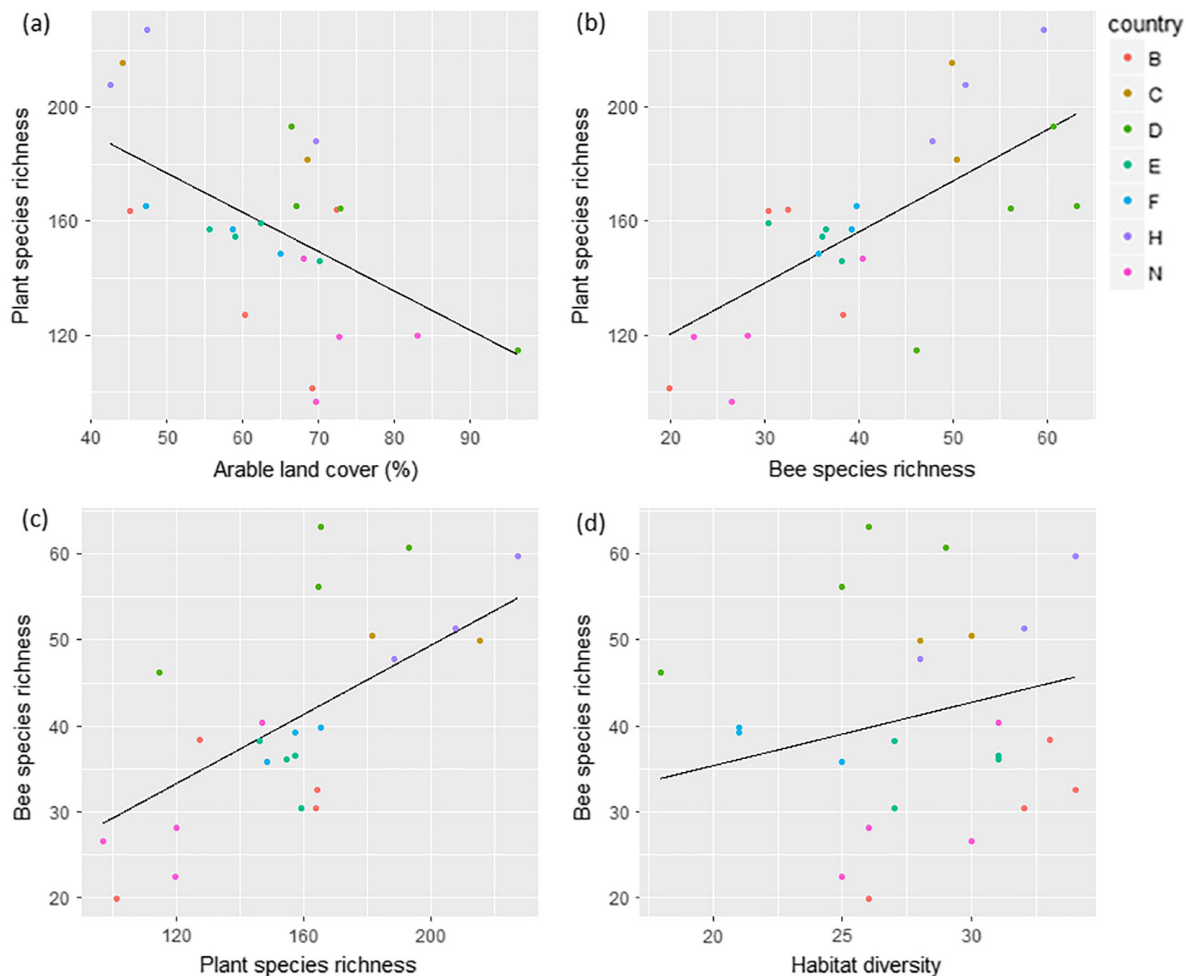 (a)
Plant species richness
200
160
120
40 50 60 70 80 90
Arable land cover (%)
(b)
Plant species richness
200
160
120
20 30 40 50 60
Bee species richness
country
B
C
D
E
F
H
N
(c)
Bee species richness
60
50
40
30
20
120 160 200
Plant species richness
(d)
Bee species richness
60
50
40
30
20
20 25 30
Habitat diversity